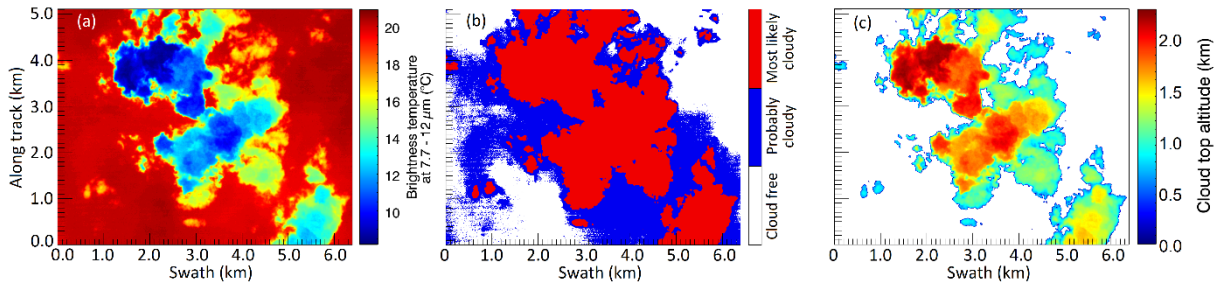 (a)
5.0
4.0
3.0
2.0
1.0
0.0
Along track (km)
0.0 1.0 2.0 3.0 4.0 5.0 6.0
Swath (km)
20
18
16
14
12
10
Brightness temperature
at 7.7 - 12 µm (°C)
(b)
0.0 1.0 2.0 3.0 4.0 5.0 6.0
Swath (km)
Most likely
cloudy
Probably
cloudy
Cloud free
(c)
0.0 1.0 2.0 3.0 4.0 5.0 6.0
Swath (km)
2.0
1.5
1.0
0.5
0.0
Cloud top altitude (km)